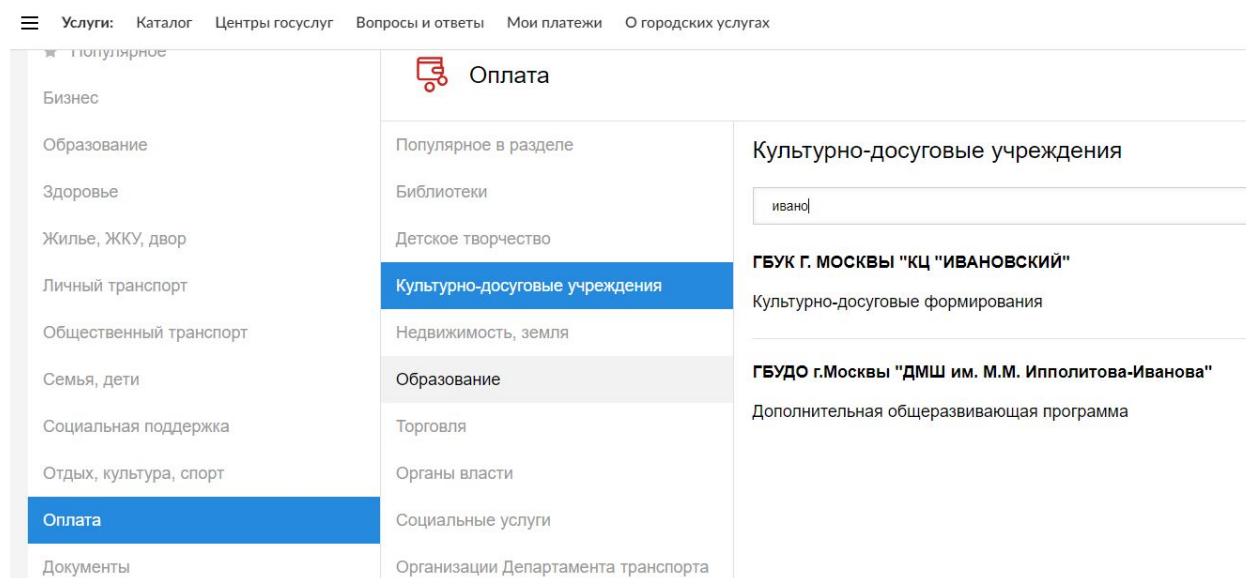 Услуги: Каталог Центры госуслуг Вопросы и ответы Мои платежи О городских услугах
Популярное
Бизнес
Образование
Здоровье
Жилье, ЖКУ, двор
Личный транспорт
Общественный транспорт
Семья, дети
Социальная поддержка
Отдых, культура, спорт
Оплата
Документы
Оплата
Популярное в разделе
Библиотеки
Детское творчество
Культурно-досуговые учреждения
Недвижимость, земля
Образование
Торговля
Органы власти
Социальные услуги
Организации Департамента транспорта
Культурно-досуговые учреждения
ивано
ГБУК Г. МОСКВЫ "КЦ "ИВАНОВСКИЙ"
Культурно-досуговые формирования
ГБУДО г.Москвы "ДМШ им. М.М. Ипполитова-Иванова"
Дополнительная общеразвивающая программа